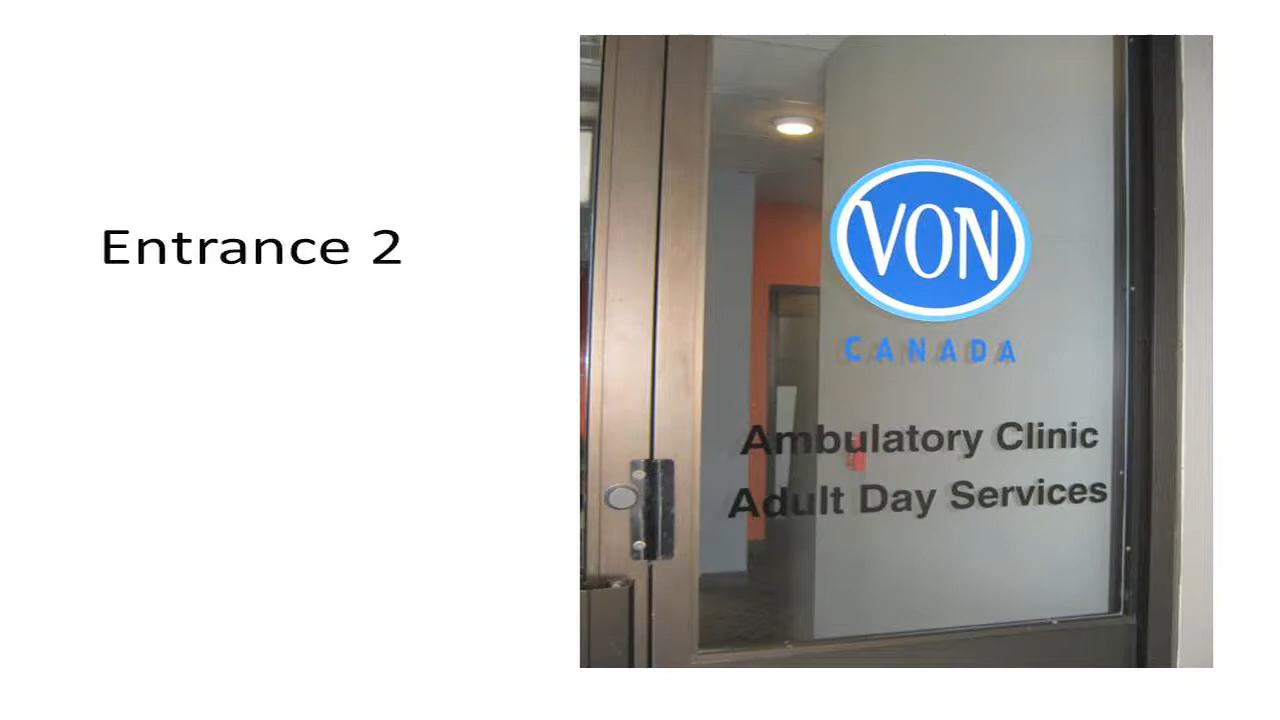 Entrance 2
VON
CANADA
Ambulatory Clinic
Adult Day Services